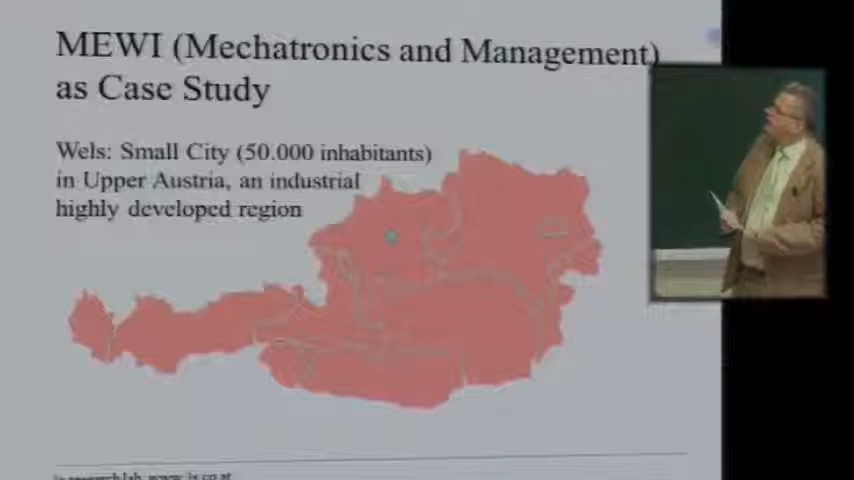 MEWI (Mechatronics and Management)
as Case Study
Wels: Small City (50.000 inhabitants)
in Upper Austria, an industrial
highly developed region